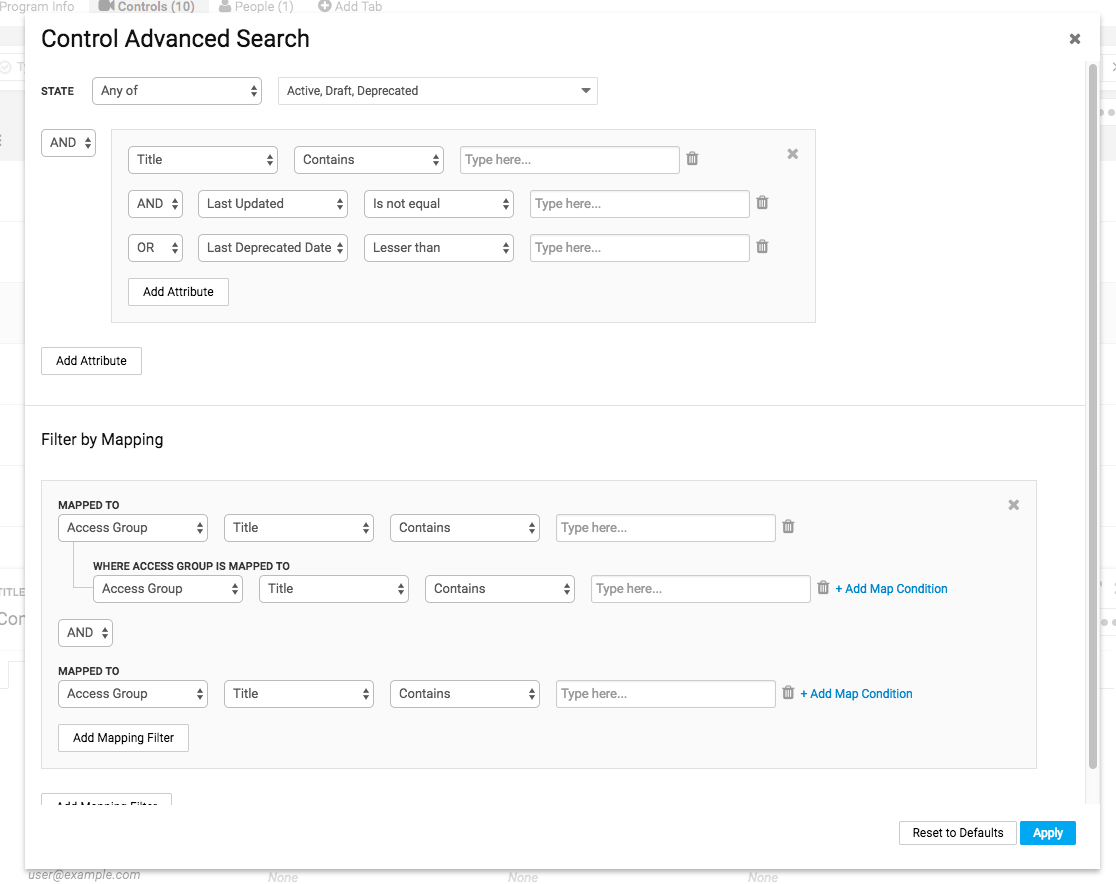 Program Info Controls (10) People (1) Add Tab
Control Advanced Search
STATE Any of Active, Draft, Deprecated
AND
Title Contains Type here...
AND Last Updated Is not equal Type here...
OR Last Deprecated Date Lesser than Type here...
Add Attribute
Add Attribute
Filter by Mapping
MAPPED TO
Access Group Title Contains Type here...
WHERE ACCESS GROUP IS MAPPED TO
Access Group Title Contains Type here... + Add Map Condition
TITLE
Con
AND
MAPPED TO
Access Group Title Contains Type here... + Add Map Condition
Add Mapping Filter
Add Mapping Filter
Reset to Defaults Apply
user@example.com None None None